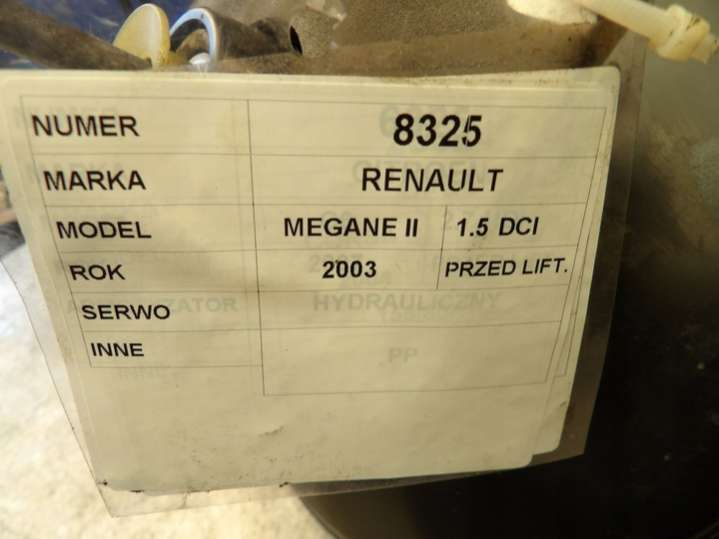 NUMER 8325
MARKA RENAULT
MODEL MEGANE II 1.5 DCI
ROK 2003 PRZED LIFT.
SERWO HYDRAULICZNY
INNE PP